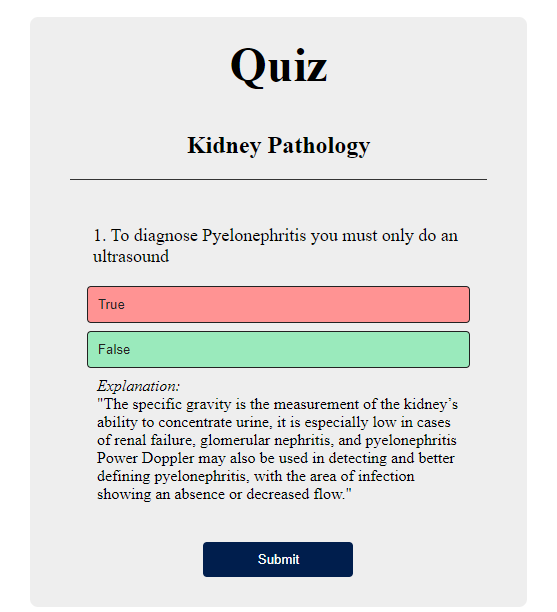 Quiz
Kidney Pathology
1. To diagnose Pyelonephritis you must only do an
ultrasound
True
False
Explanation:
"The specific gravity is the measurement of the kidney’s
ability to concentrate urine, it is especially low in cases
of renal failure, glomerular nephritis, and pyelonephritis
Power Doppler may also be used in detecting and better
defining pyelonephritis, with the area of infection
showing an absence or decreased flow."
Submit